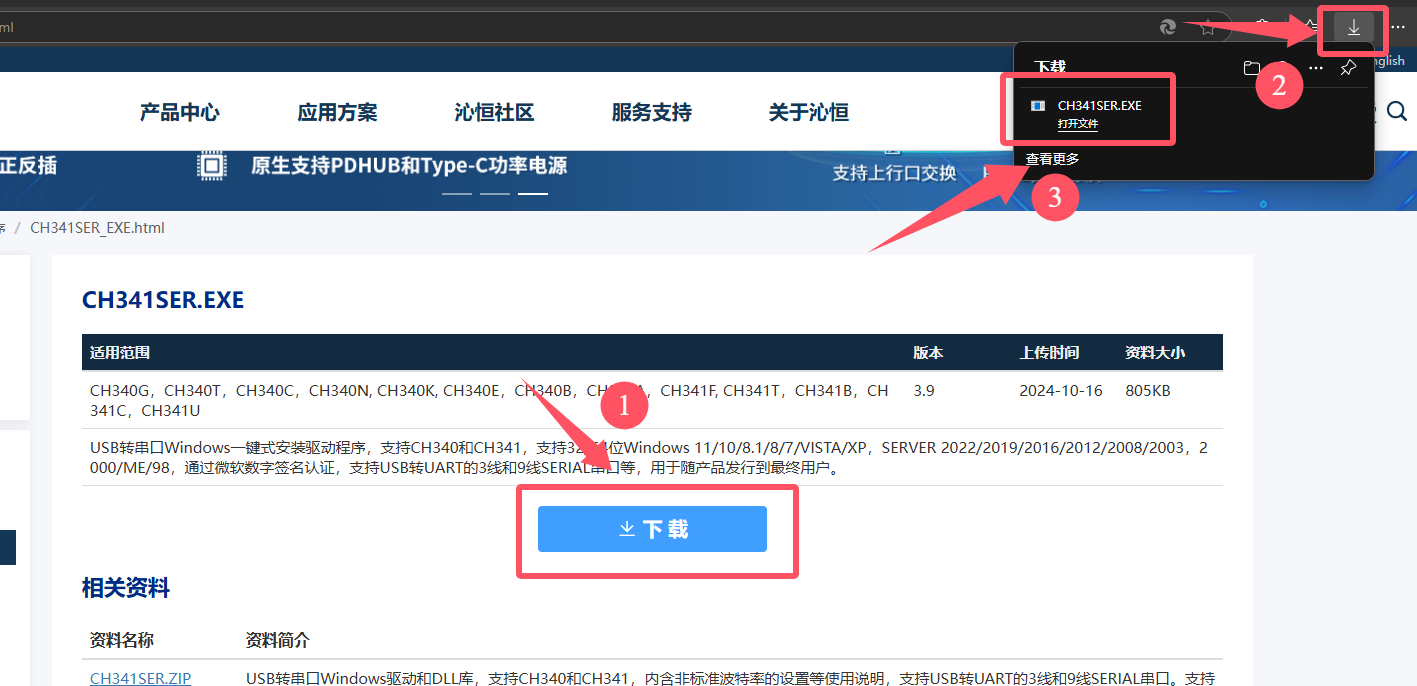 ml
nglish
下载
CH341SER.EXE
打开文件
查看更多
2
3
产品中心
应用方案
沁恒社区
服务支持
关于沁恒
正反插
原生支持PDHUB和Type-C功率电源
支持上行口交换
/ CH341SER_EXE.html
CH341SER.EXE
适用范围 版本 上传时间 资料大小
CH340G，CH340T，CH340C，CH340N, CH340K, CH340E，CH340B，CH341F, CH341T，CH341B，CH 3.9 2024-10-16 805KB
341C，CH341U
1
USB转串口Windows一键式安装驱动程序，支持CH340和CH341，支持32位Windows 11/10/8.1/8/7/VISTA/XP，SERVER 2022/2019/2016/2012/2008/2003，2
000/ME/98，通过微软数字签名认证，支持USB转UART的3线和9线SERIAL串口等，用于随产品发行到最终用户。
下载
相关资料
资料名称 资料简介
CH341SER.ZIP USB转串口Windows驱动和DLL库，支持CH340和CH341，内含非标准波特率的设置等使用说明，支持USB转UART的3线和9线SERIAL串口。支持